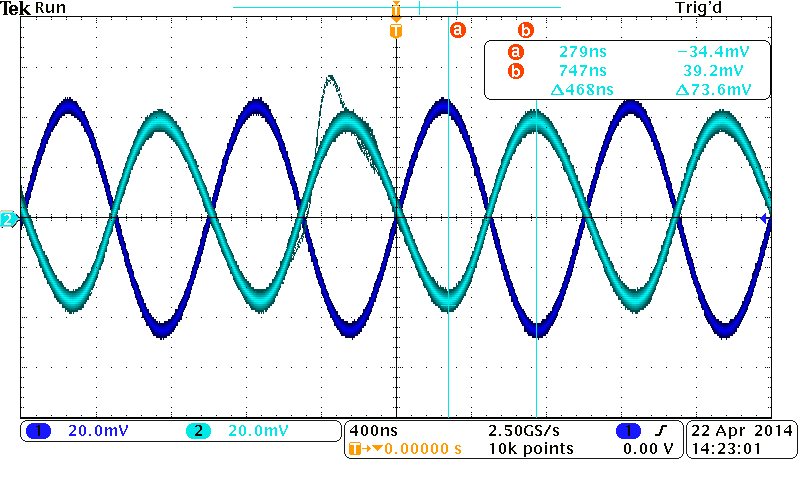 Tek Run Trig'd
T
T a b
a 279ns −34.4mV
b 747ns 39.2mV
Δ468ns Δ73.6mV
2
1 20.0mV 2 20.0mV 400ns 2.50GS/s 1 22 Apr 2014
T→▼0.00000 s 10k points 0.00 V 14:23:01